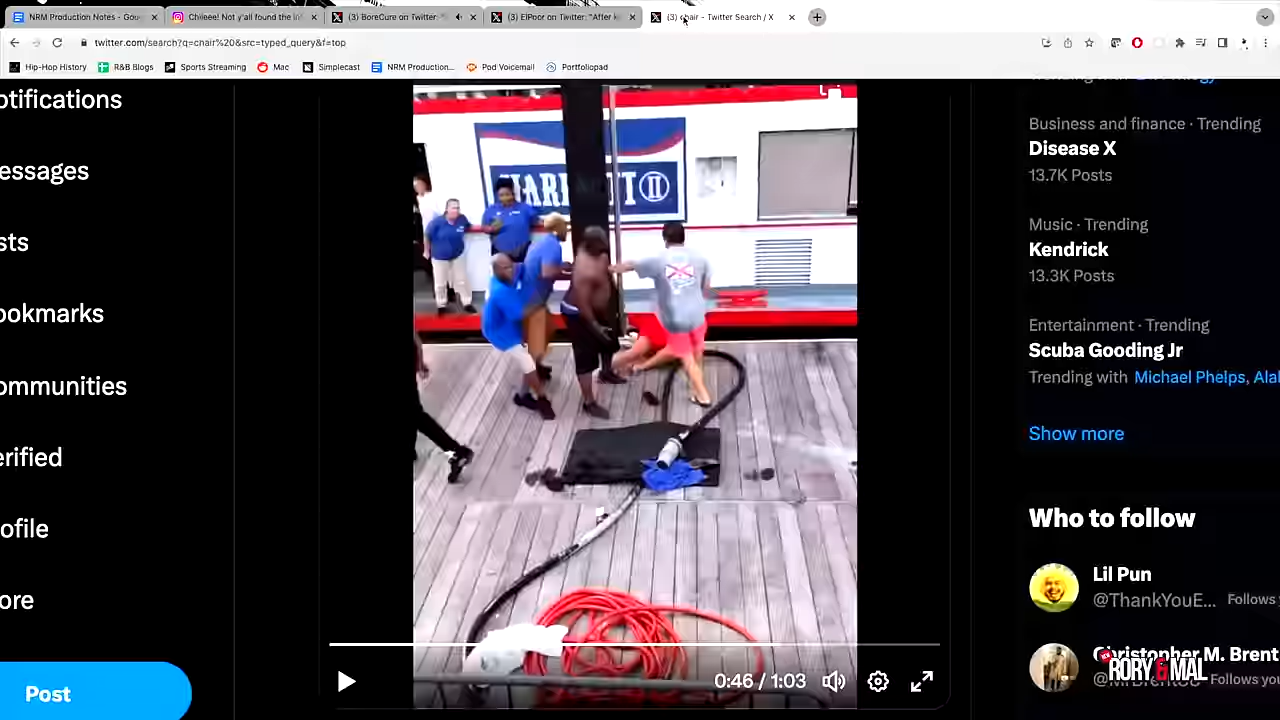 NRM Production Notes - Goo
Chileee! Not y'all found the in
(3) BoreCure on Twitter: "
(3) ElPoor on Twitter: "After k
(3) chair - Twitter Search / X
twitter.com/search?q=chair%20&src=typed_query&f=top
Hip-Hop History
R&B Blogs
Sports Streaming
Mac
Simplecast
NRM Production...
Pod Voicemail
Portfoliopad
otifications
essages
sts
ookmarks
ommunities
erified
ofile
ore
Post
II
0:46 / 1:03
Business and finance · Trending
Disease X
13.7K Posts
Music · Trending
Kendrick
13.3K Posts
Entertainment · Trending
Scuba Gooding Jr
Trending with Michael Phelps, Ala
Show more
Who to follow
Lil Pun
@ThankYouE... Follows
Christopher M. Brent
Follows you
RORY & MAL